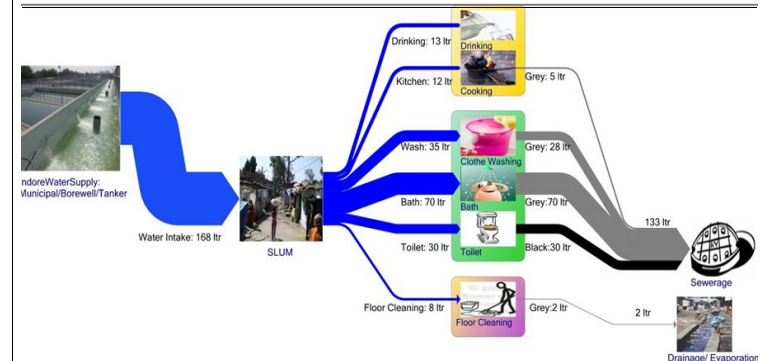 Drinking: 13 ltr
Drinking
Kitchen: 12 ltr
Cooking
Grey: 5 ltr
Wash: 35 ltr
Clothe Washing
Grey: 28 ltr
ndoreWaterSupply:
Municipal/Borewell/Tanker
Bath: 70 ltr
Bath
Grey:70 ltr
133 ltr
Water Intake: 168 ltr
SLUM
Toilet: 30 ltr
Toilet
Black:30 ltr
Sewerage
Floor Cleaning: 8 ltr
Floor Cleaning
Grey:2 ltr
2 ltr
Drainage/ Evaporation